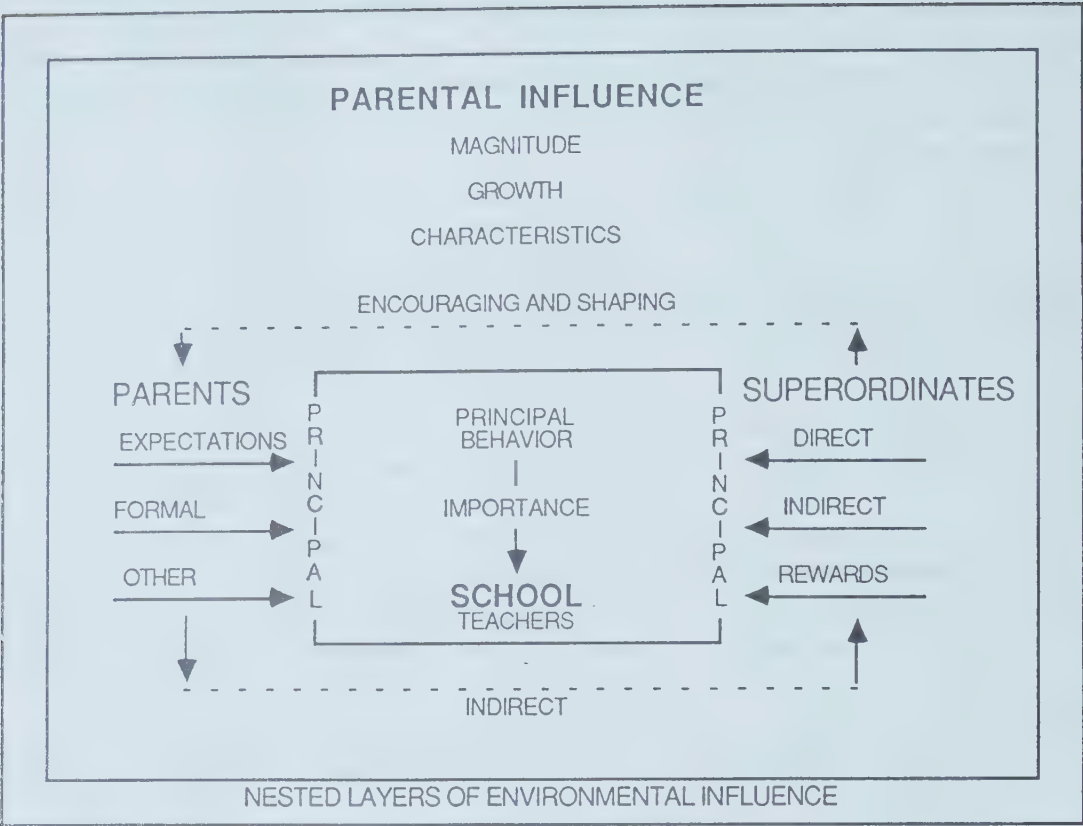 PARENTAL INFLUENCE
MAGNITUDE
GROWTH
CHARACTERISTICS
ENCOURAGING AND SHAPING
PARENTS
EXPECTATIONS
FORMAL
OTHER
PRINCIPAL
PRINCIPAL
BEHAVIOR
IMPORTANCE
SCHOOL
TEACHERS
PRINCIPAL
SUPERORDINATES
DIRECT
INDIRECT
REWARDS
INDIRECT
NESTED LAYERS OF ENVIRONMENTAL INFLUENCE